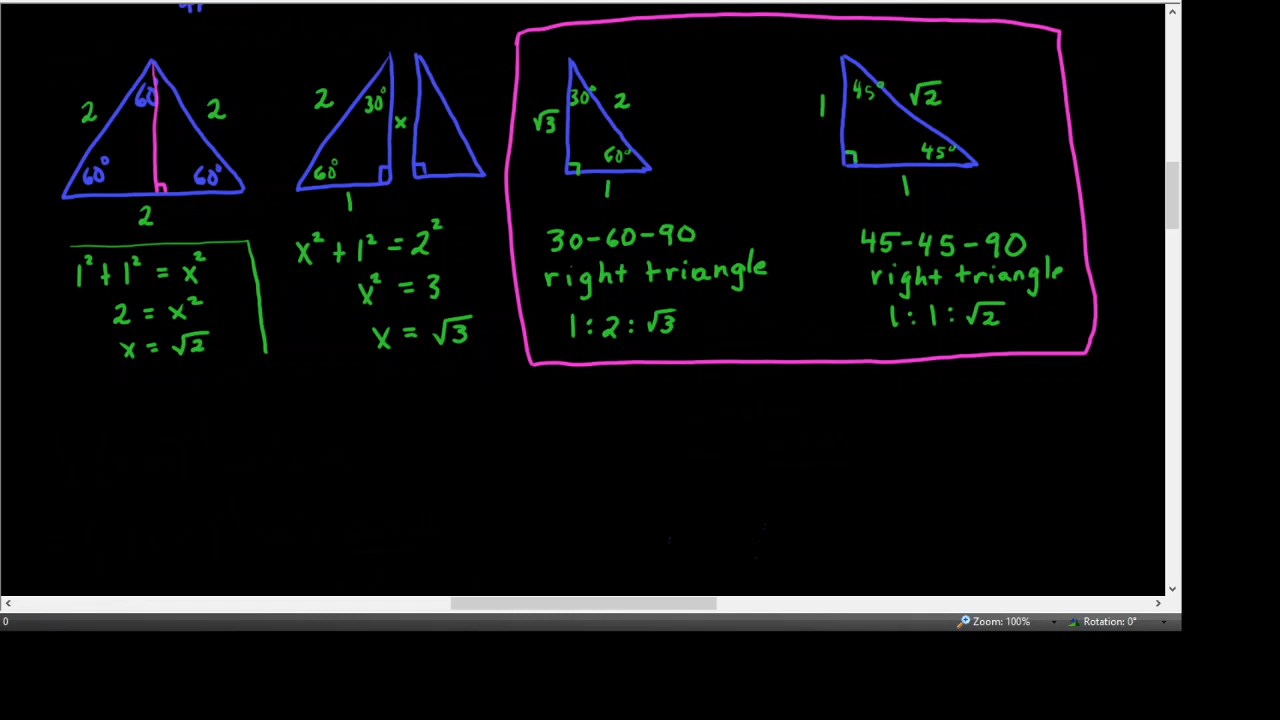 2
60
2
60°
60°
2
1² + 1² = x²
2 = x²
x = √2
2
30°
x
60°
1
x² + 1² = 2²
x² = 3
x = √3
30°
2
√3
60°
1
30-60-90
right triangle
1 : 2 : √3
1
45°
√2
45°
1
45-45-90
right triangle
1 : 1 : √2
0
Zoom: 100%
Rotation: 0°